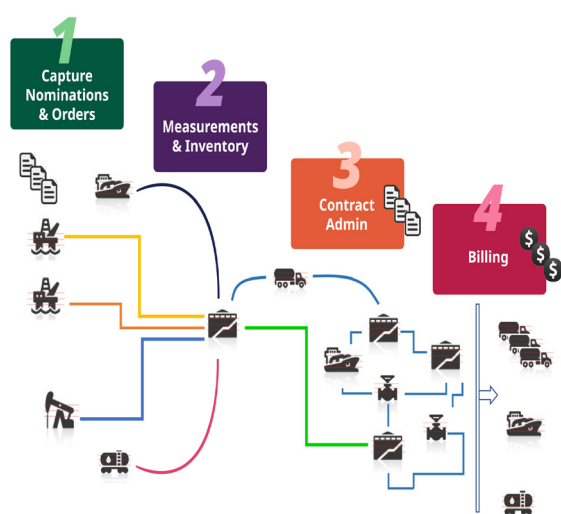 1
Capture
Nominations
& Orders
2
Measurements
& Inventory
3
Contract
Admin
4
Billing
$
$
$